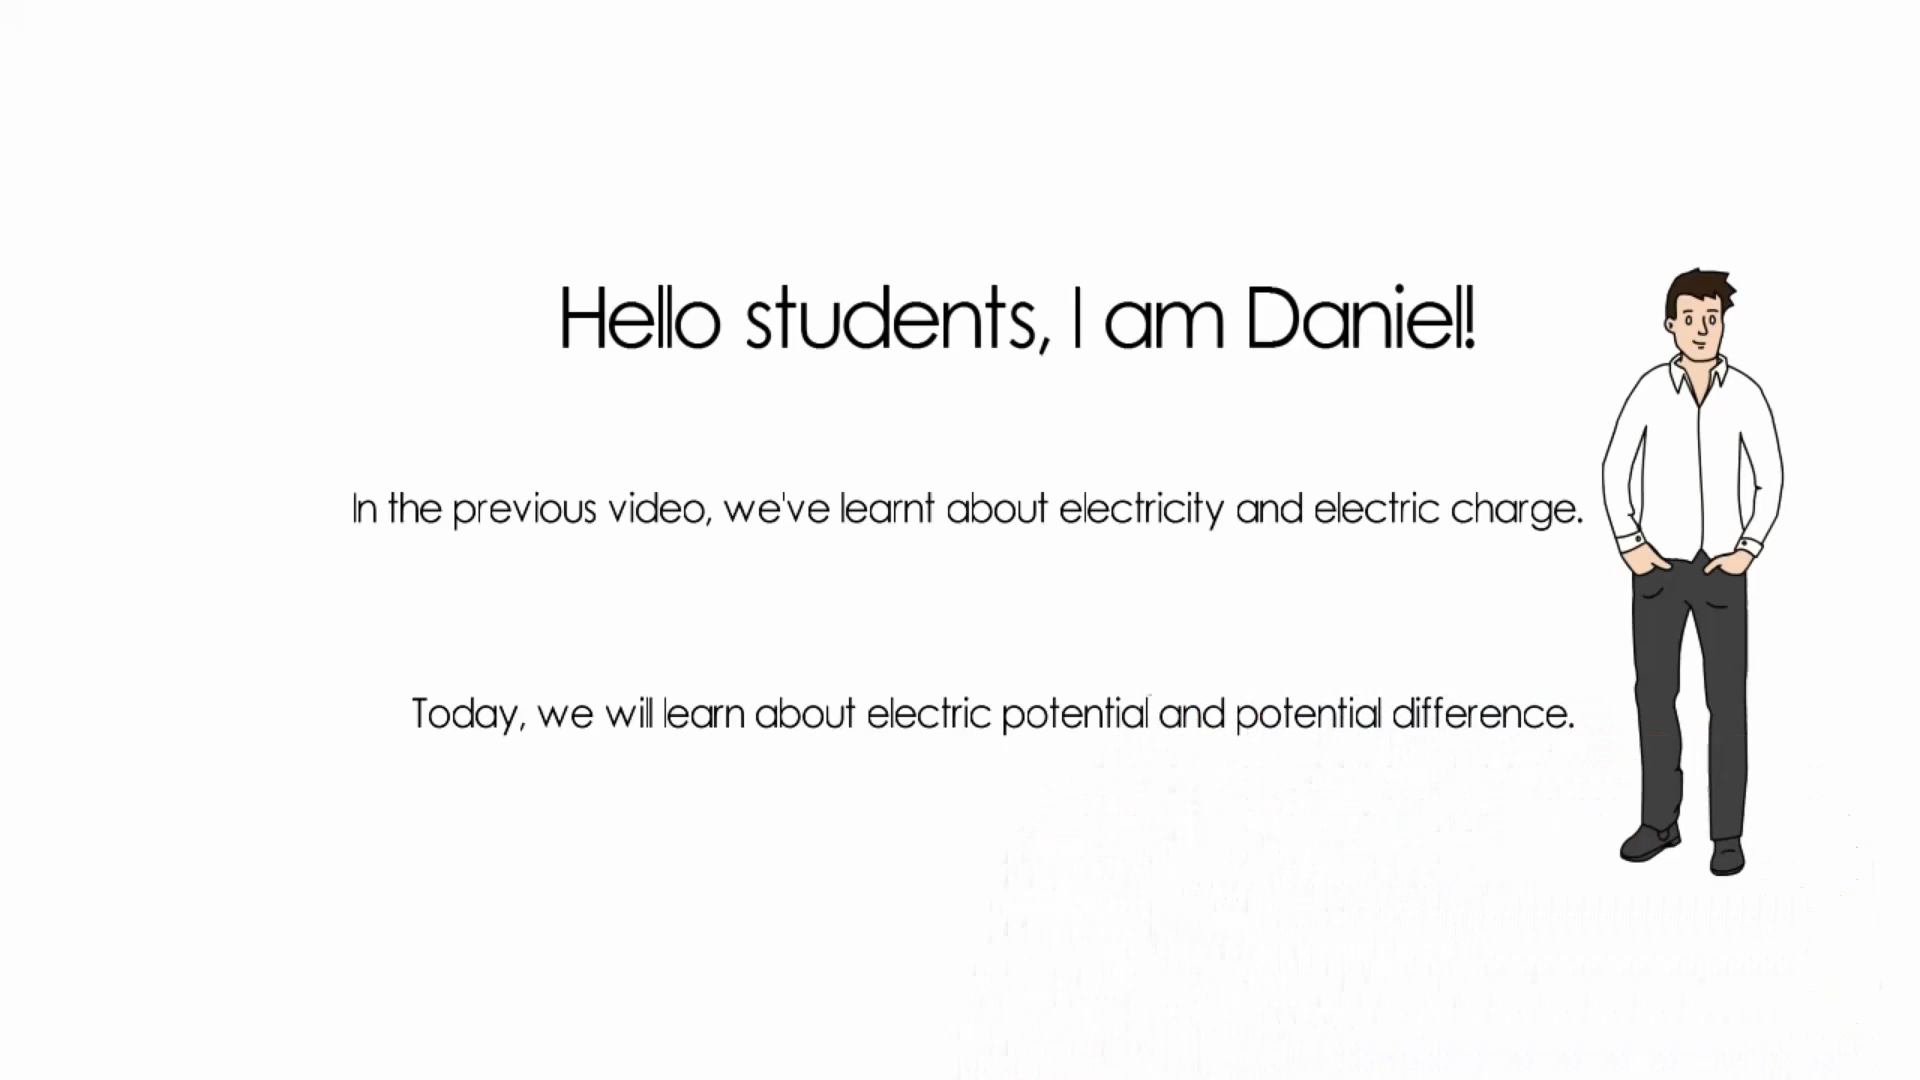 Hello students, I am Daniel!
In the previous video, we've learnt about electricity and electric charge.
Today, we will learn about electric potential and potential difference.